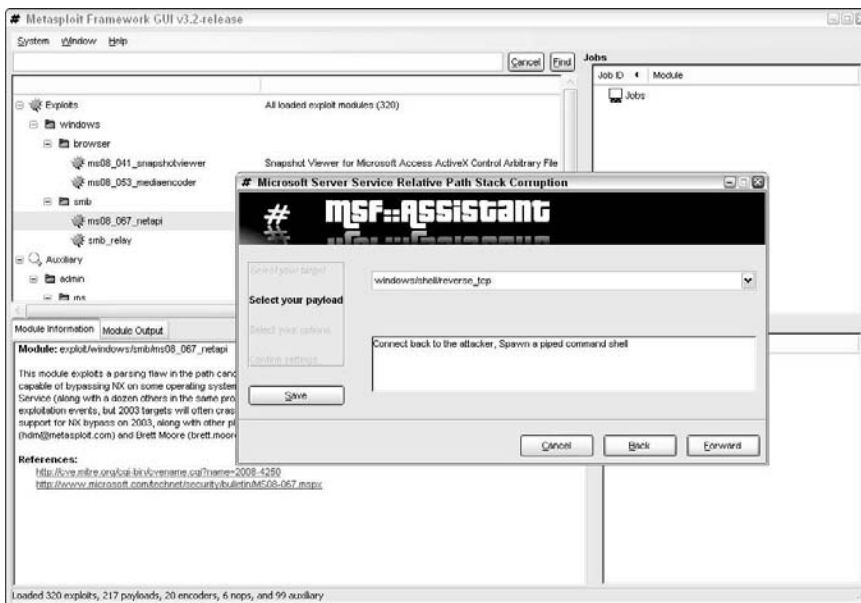 # Metasploit Framework GUI v3.2-release
System Window Help
Cancel Find
Jobs
Job ID Module
Jobs
Exploits All loaded exploit modules (320)
windows
browser
ms08_041_snapshotviewer Snapshot Viewer for Microsoft Access ActiveX Control Arbitrary File
ms08_053_mediaencoder
smb
ms08_067_netapi
smb_relay
Auxiliary
admin
ms
# Microsoft Server Service Relative Path Stack Corruption
# msf::Assistant
Select your target
Select your payload
Select your options
Confirm settings
windows/shell/reverse_tcp
Connect back to the attacker, Spawn a piped command shell
Save
Cancel Back Forward
Module Information Module Output
Module: exploit/windows/smb/ms08_067_netapi
This module exploits a parsing flaw in the path
capable of bypassing NX on some operating system
Service (along with a dozen others in the same
exploitation events, but 2003 targets will often
support for NX bypass on 2003, along with other
(hdm@metasploit.com) and Brett Moore
References:
http://cve.mitre.org/cgi-bin/cvename.cgi?name=2008-4250
http://www.microsoft.com/technet/security/bulletin/MS08-067.mspx
Loaded 320 exploits, 217 payloads, 20 encoders, 6 nops, and 99 auxiliary